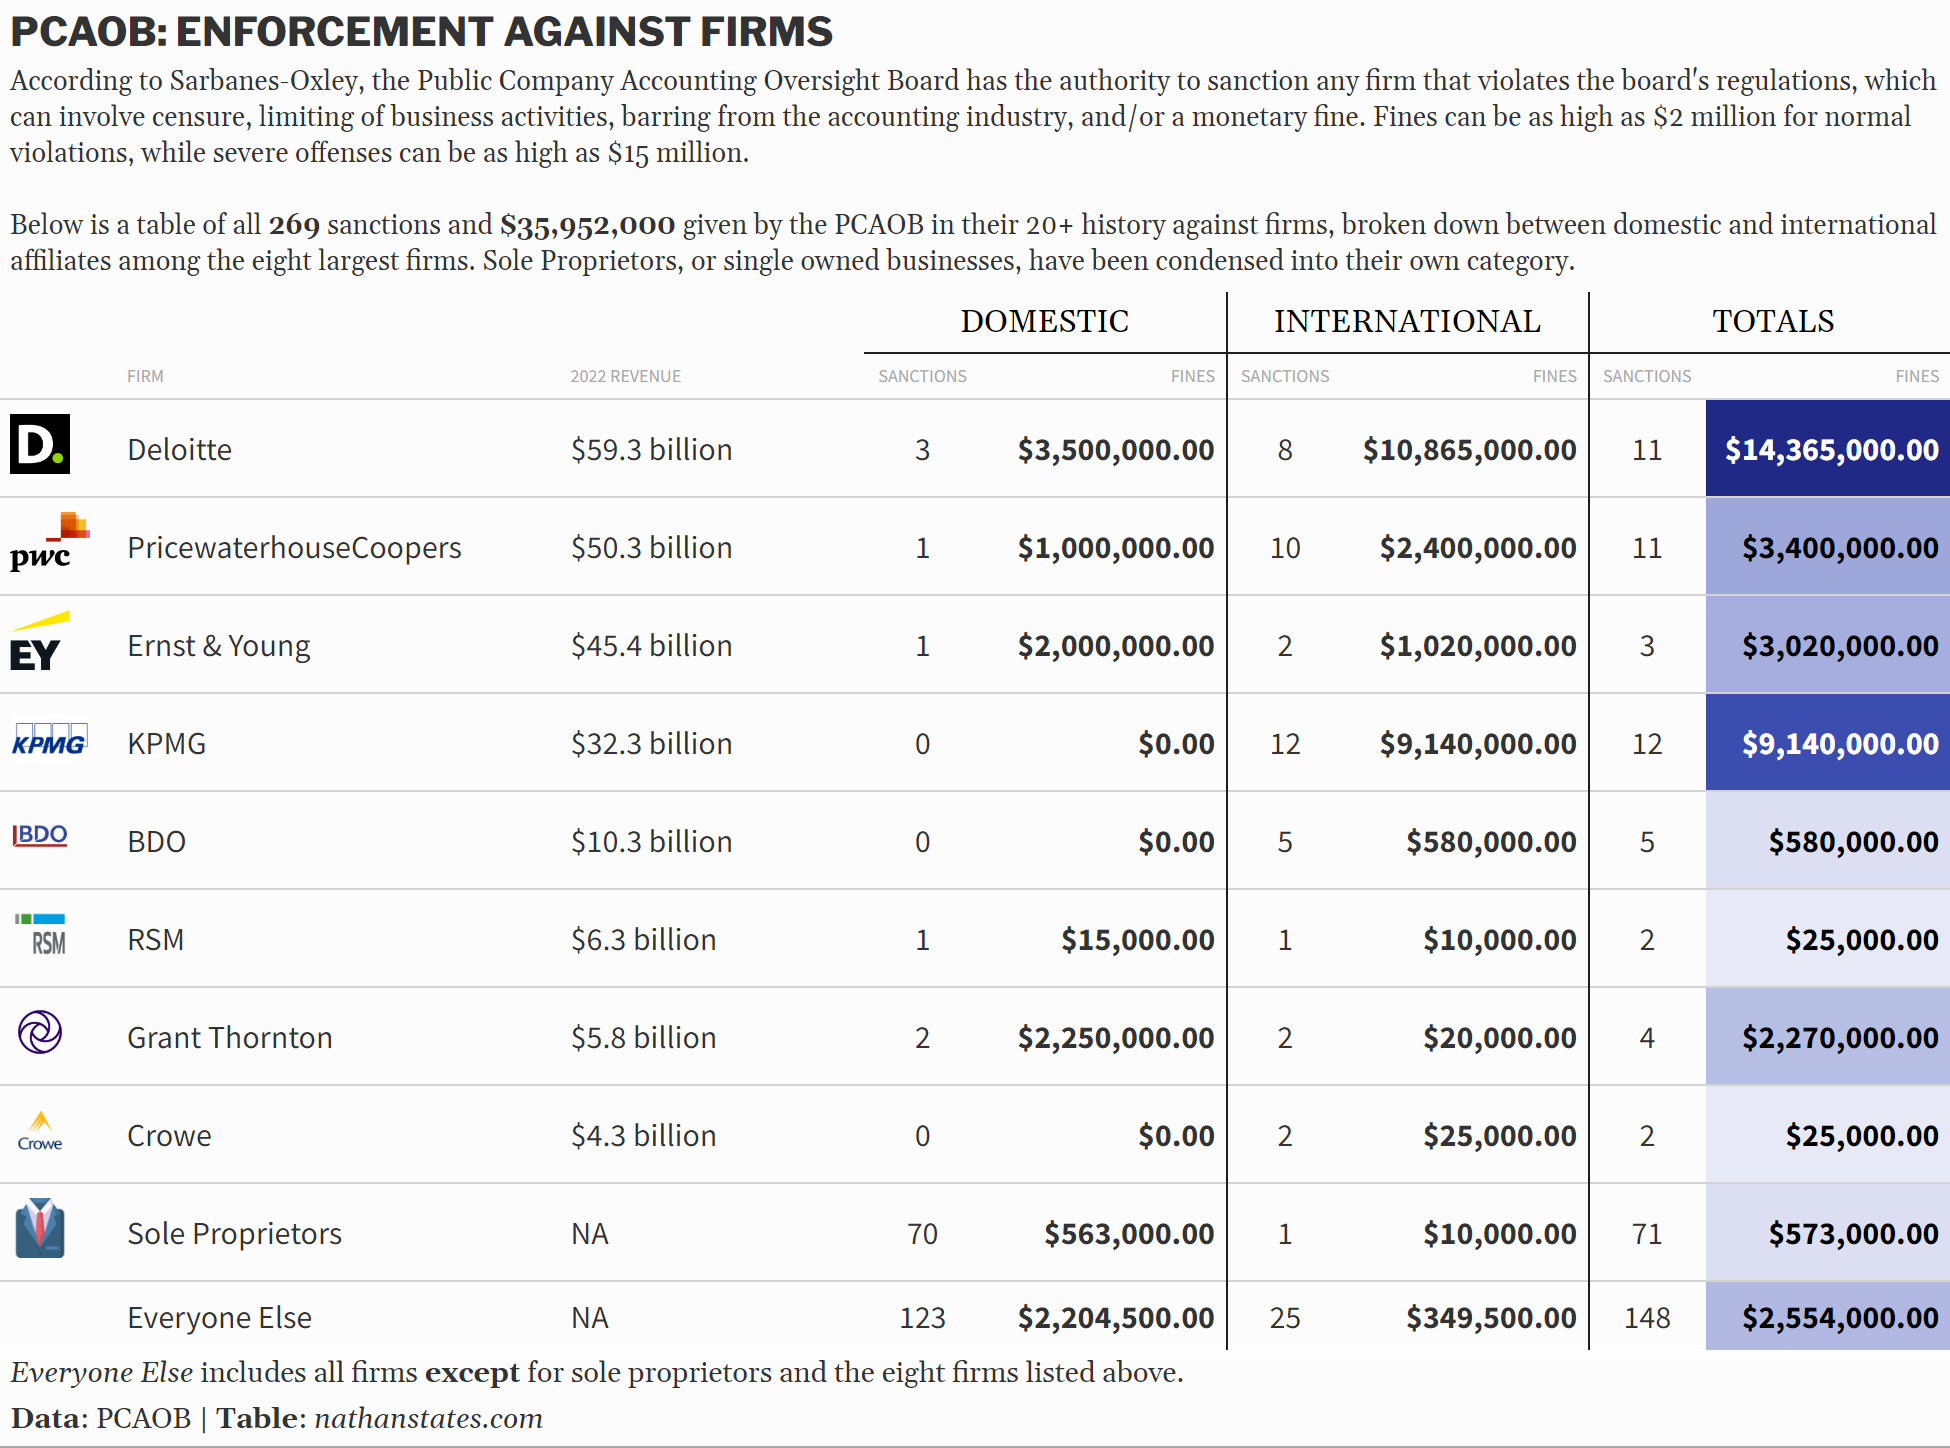 PCAOB: ENFORCEMENT AGAINST FIRMS
According to Sarbanes-Oxley, the Public Company Accounting Oversight Board has the authority to sanction any firm that violates the board's regulations, which
can involve censure, limiting of business activities, barring from the accounting industry, and/or a monetary fine. Fines can be as high as $2 million for normal
violations, while severe offenses can be as high as $15 million.
Below is a table of all 269 sanctions and $35,952,000 given by the PCAOB in their 20+ history against firms, broken down between domestic and international
affiliates among the eight largest firms. Sole Proprietors, or single owned businesses, have been condensed into their own category.
DOMESTIC INTERNATIONAL TOTALS
FIRM 2022 REVENUE SANCTIONS FINES SANCTIONS FINES SANCTIONS FINES
D. Deloitte $59.3 billion 3 $3,500,000.00 8 $10,865,000.00 11 $14,365,000.00
pwc PricewaterhouseCoopers $50.3 billion 1 $1,000,000.00 10 $2,400,000.00 11 $3,400,000.00
EY Ernst & Young $45.4 billion 1 $2,000,000.00 2 $1,020,000.00 3 $3,020,000.00
KPMG KPMG $32.3 billion 0 $0.00 12 $9,140,000.00 12 $9,140,000.00
BDO BDO $10.3 billion 0 $0.00 5 $580,000.00 5 $580,000.00
RSM RSM $6.3 billion 1 $15,000.00 1 $10,000.00 2 $25,000.00
Grant Thornton $5.8 billion 2 $2,250,000.00 2 $20,000.00 4 $2,270,000.00
Crowe Crowe $4.3 billion 0 $0.00 2 $25,000.00 2 $25,000.00
Sole Proprietors NA 70 $563,000.00 1 $10,000.00 71 $573,000.00
Everyone Else NA 123 $2,204,500.00 25 $349,500.00 148 $2,554,000.00
Everyone Else includes all firms except for sole proprietors and the eight firms listed above.
Data: PCAOB | Table: nathanstates.com